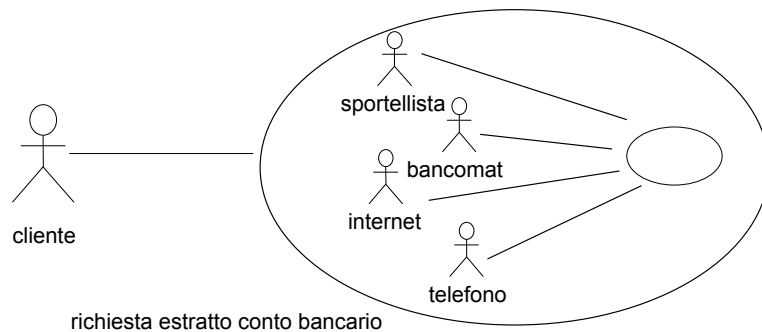 sportellista
bancomat
internet
cliente
telefono
richiesta estratto conto bancario